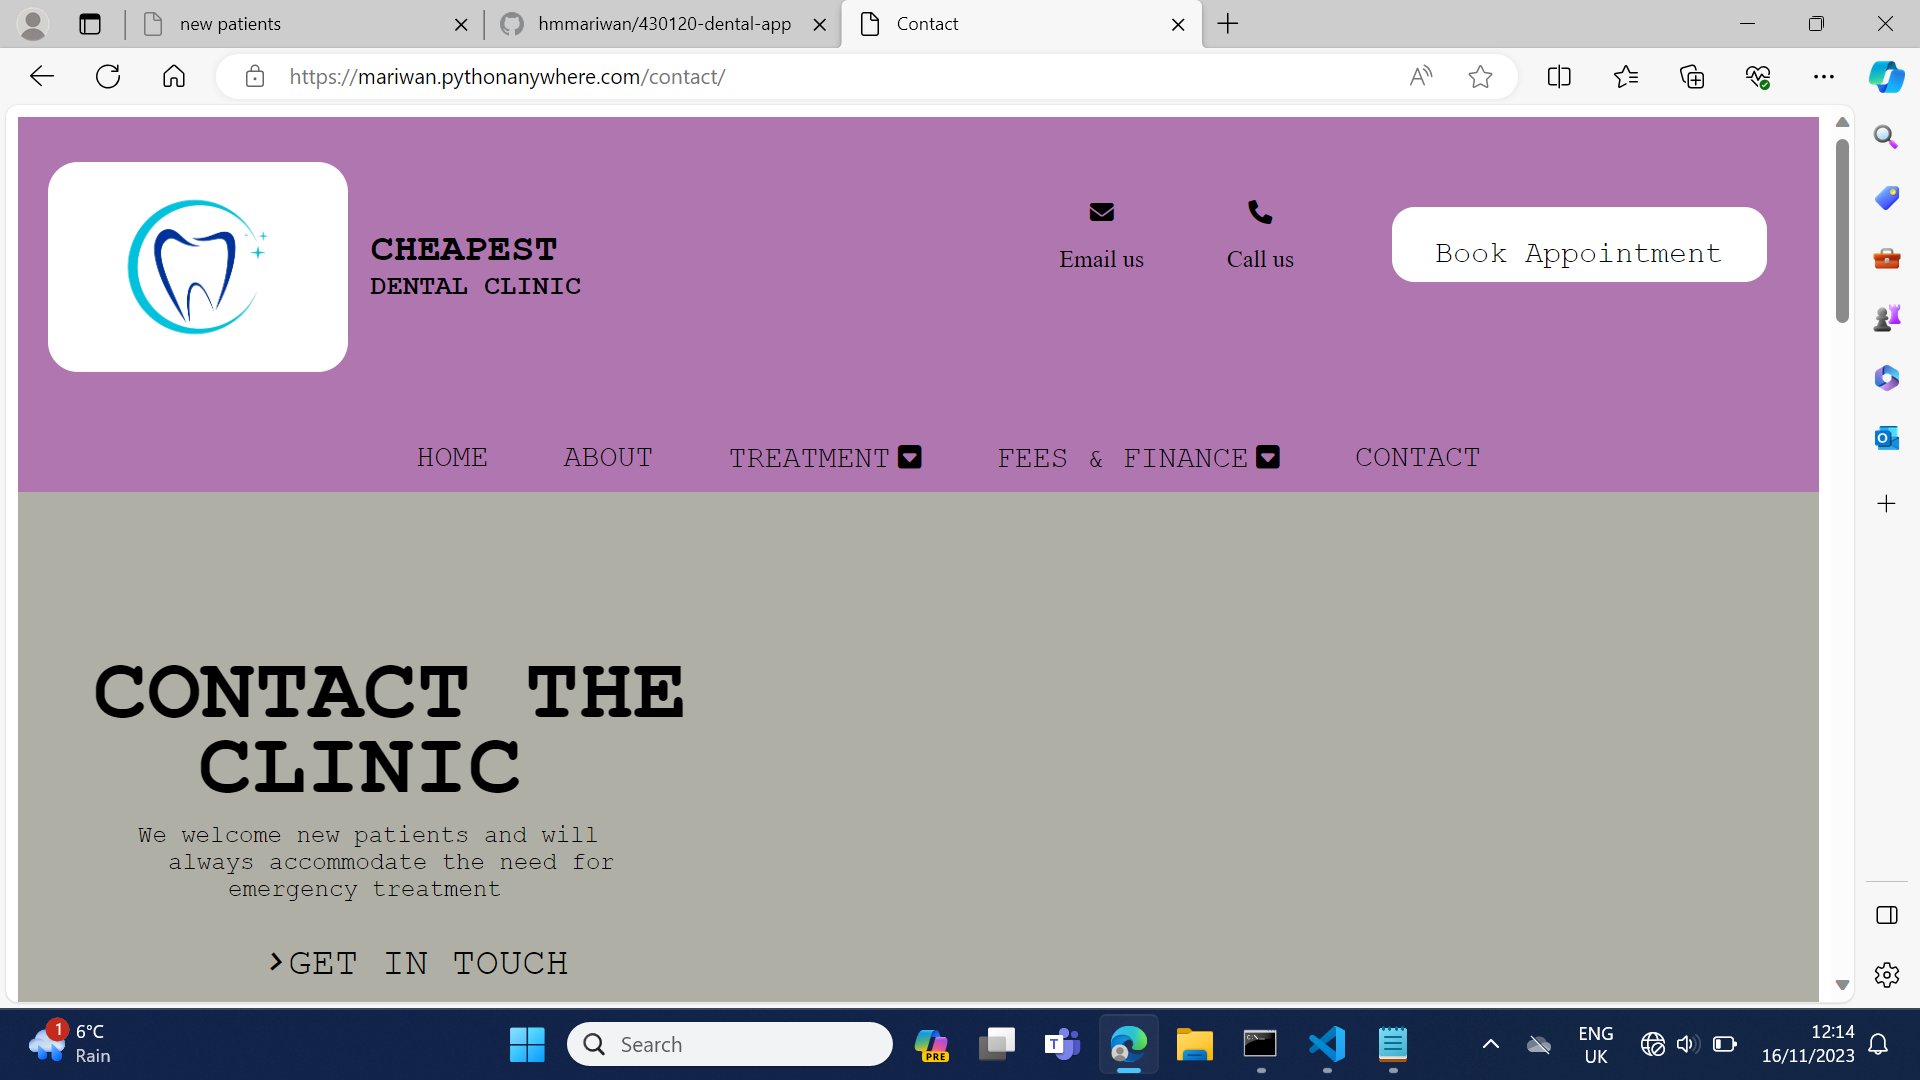 new patients
hmmariwan/430120-dental-app
Contact
https://mariwan.pythonanywhere.com/contact/
CHEAPEST
DENTAL CLINIC
Email us
Call us
Book Appointment
HOME
ABOUT
TREATMENT
FEES & FINANCE
CONTACT
CONTACT THE
CLINIC
We welcome new patients and will
always accommodate the need for
emergency treatment
>GET IN TOUCH
1
6°C
Rain
Search
PRE
ENG
UK
12:14
16/11/2023